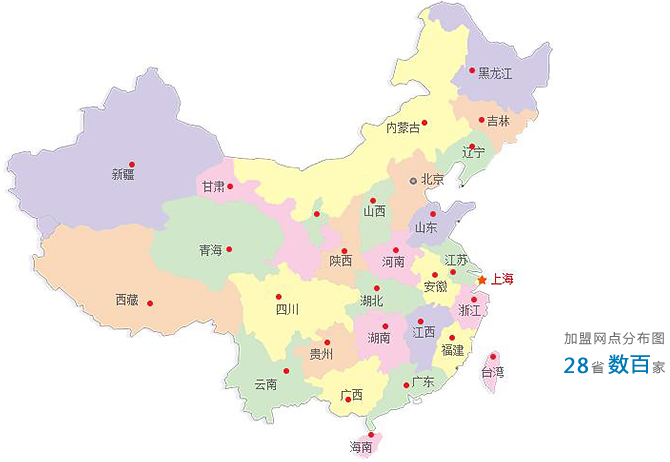 黑龙江
吉林
内蒙古
辽宁
新疆
甘肃
北京
山西
山东
青海
陕西
河南
江苏
上海
安徽
西藏
四川
湖北
浙江
湖南
江西
贵州
福建
台湾
云南
广西
广东
海南
加盟网点分布图
28省数百家